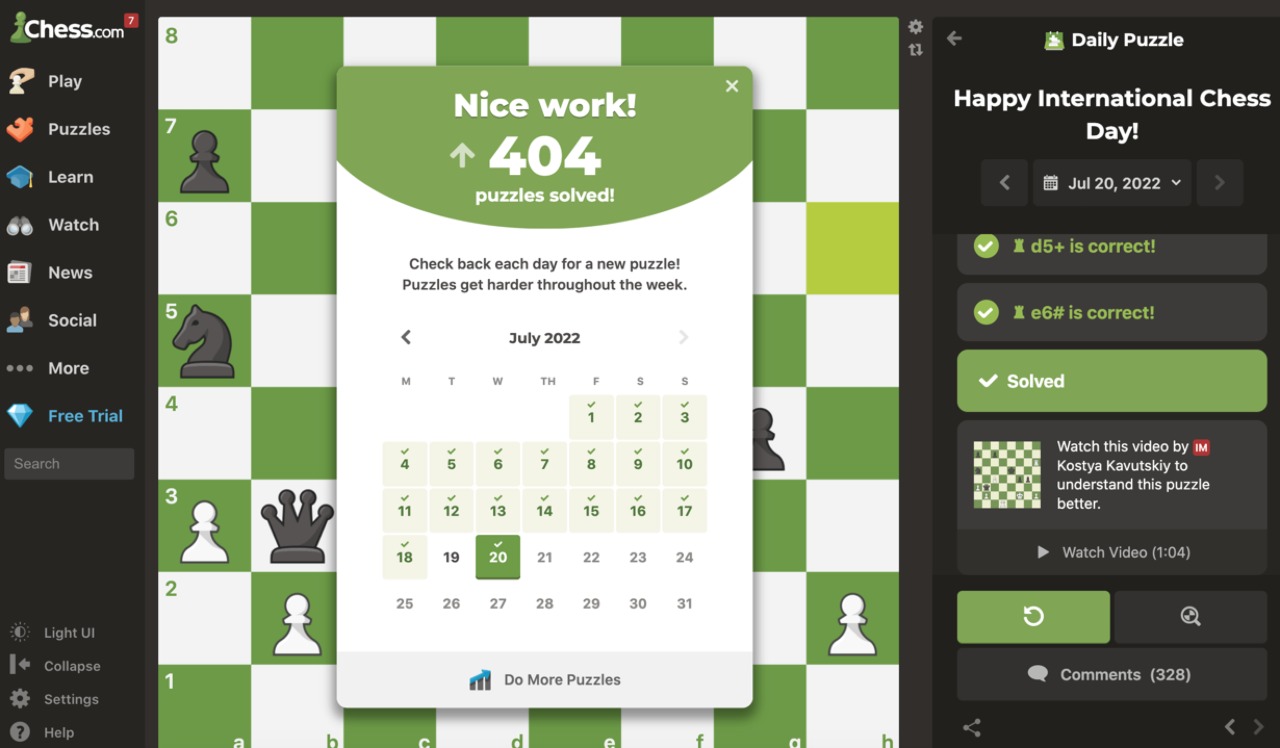 Chess.com 7
Play
Puzzles
Learn
Watch
News
Social
More
Free Trial
Search
Light UI
Collapse
Settings
Help
8
7
6
5
4
3
2
1
a b c d e f g h
Nice work!
404
puzzles solved!
Check back each day for a new puzzle!
Puzzles get harder throughout the week.
July 2022
M T W TH F S S
1 2 3
4 5 6 7 8 9 10
11 12 13 14 15 16 17
18 19 20 21 22 23 24
25 26 27 28 29 30 31
Do More Puzzles
Daily Puzzle
Happy International Chess
Day!
Jul 20, 2022
d5+ is correct!
e6# is correct!
Solved
Watch this video by IM
Kostya Kavutskiy to
understand this puzzle
better.
Watch Video (1:04)
Comments (328)